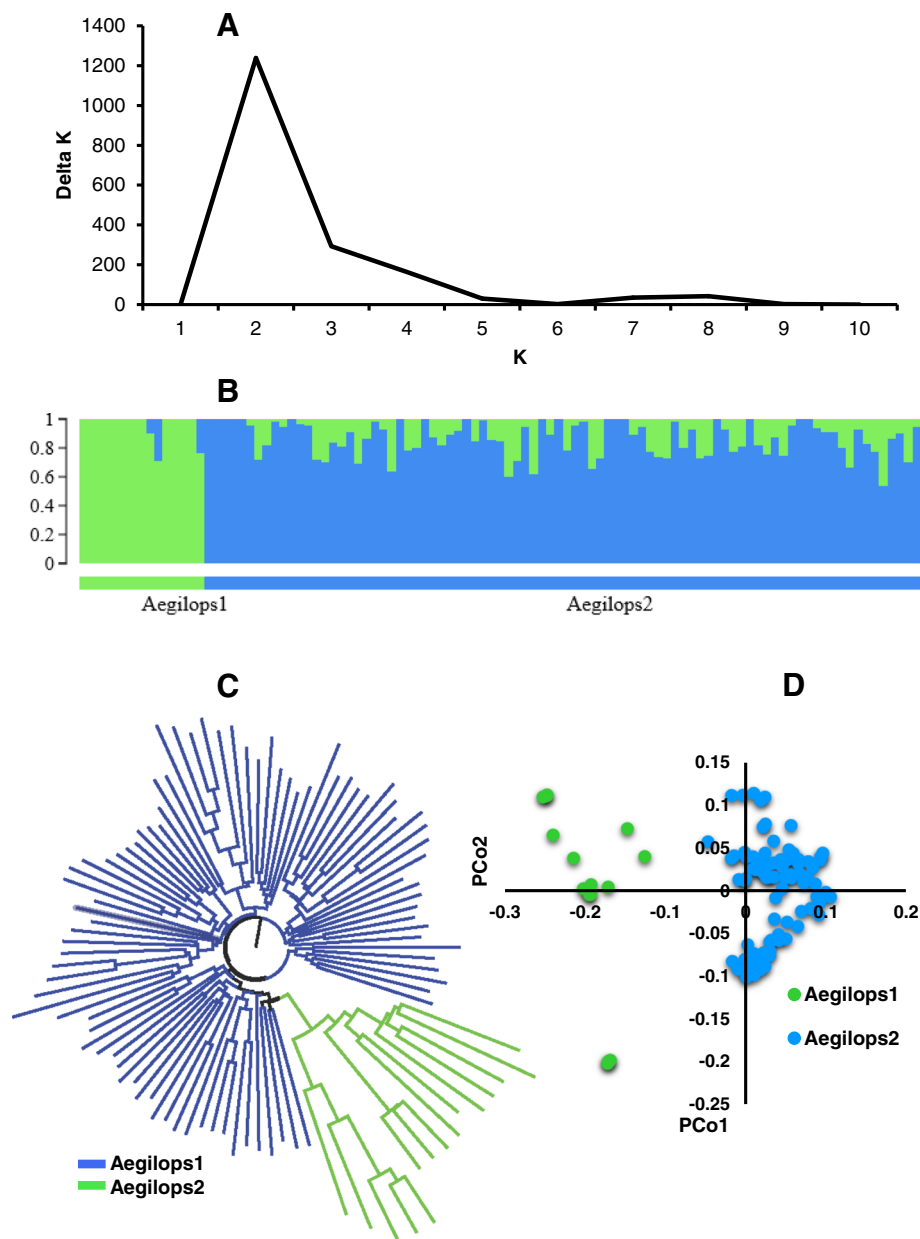 A
1400
1200
1000
800
600
400
200
0
Delta K
1 2 3 4 5 6 7 8 9 10
K
B
1
0.8
0.6
0.4
0.2
0
Aegilops1 Aegilops2
C
Aegilops1
Aegilops2
D
0.15
0.1
0.05
0
-0.05
-0.1
-0.15
-0.2
-0.25
PCo2
-0.3 -0.2 -0.1 0 0.1 0.2
Aegilops1
Aegilops2
PCo1